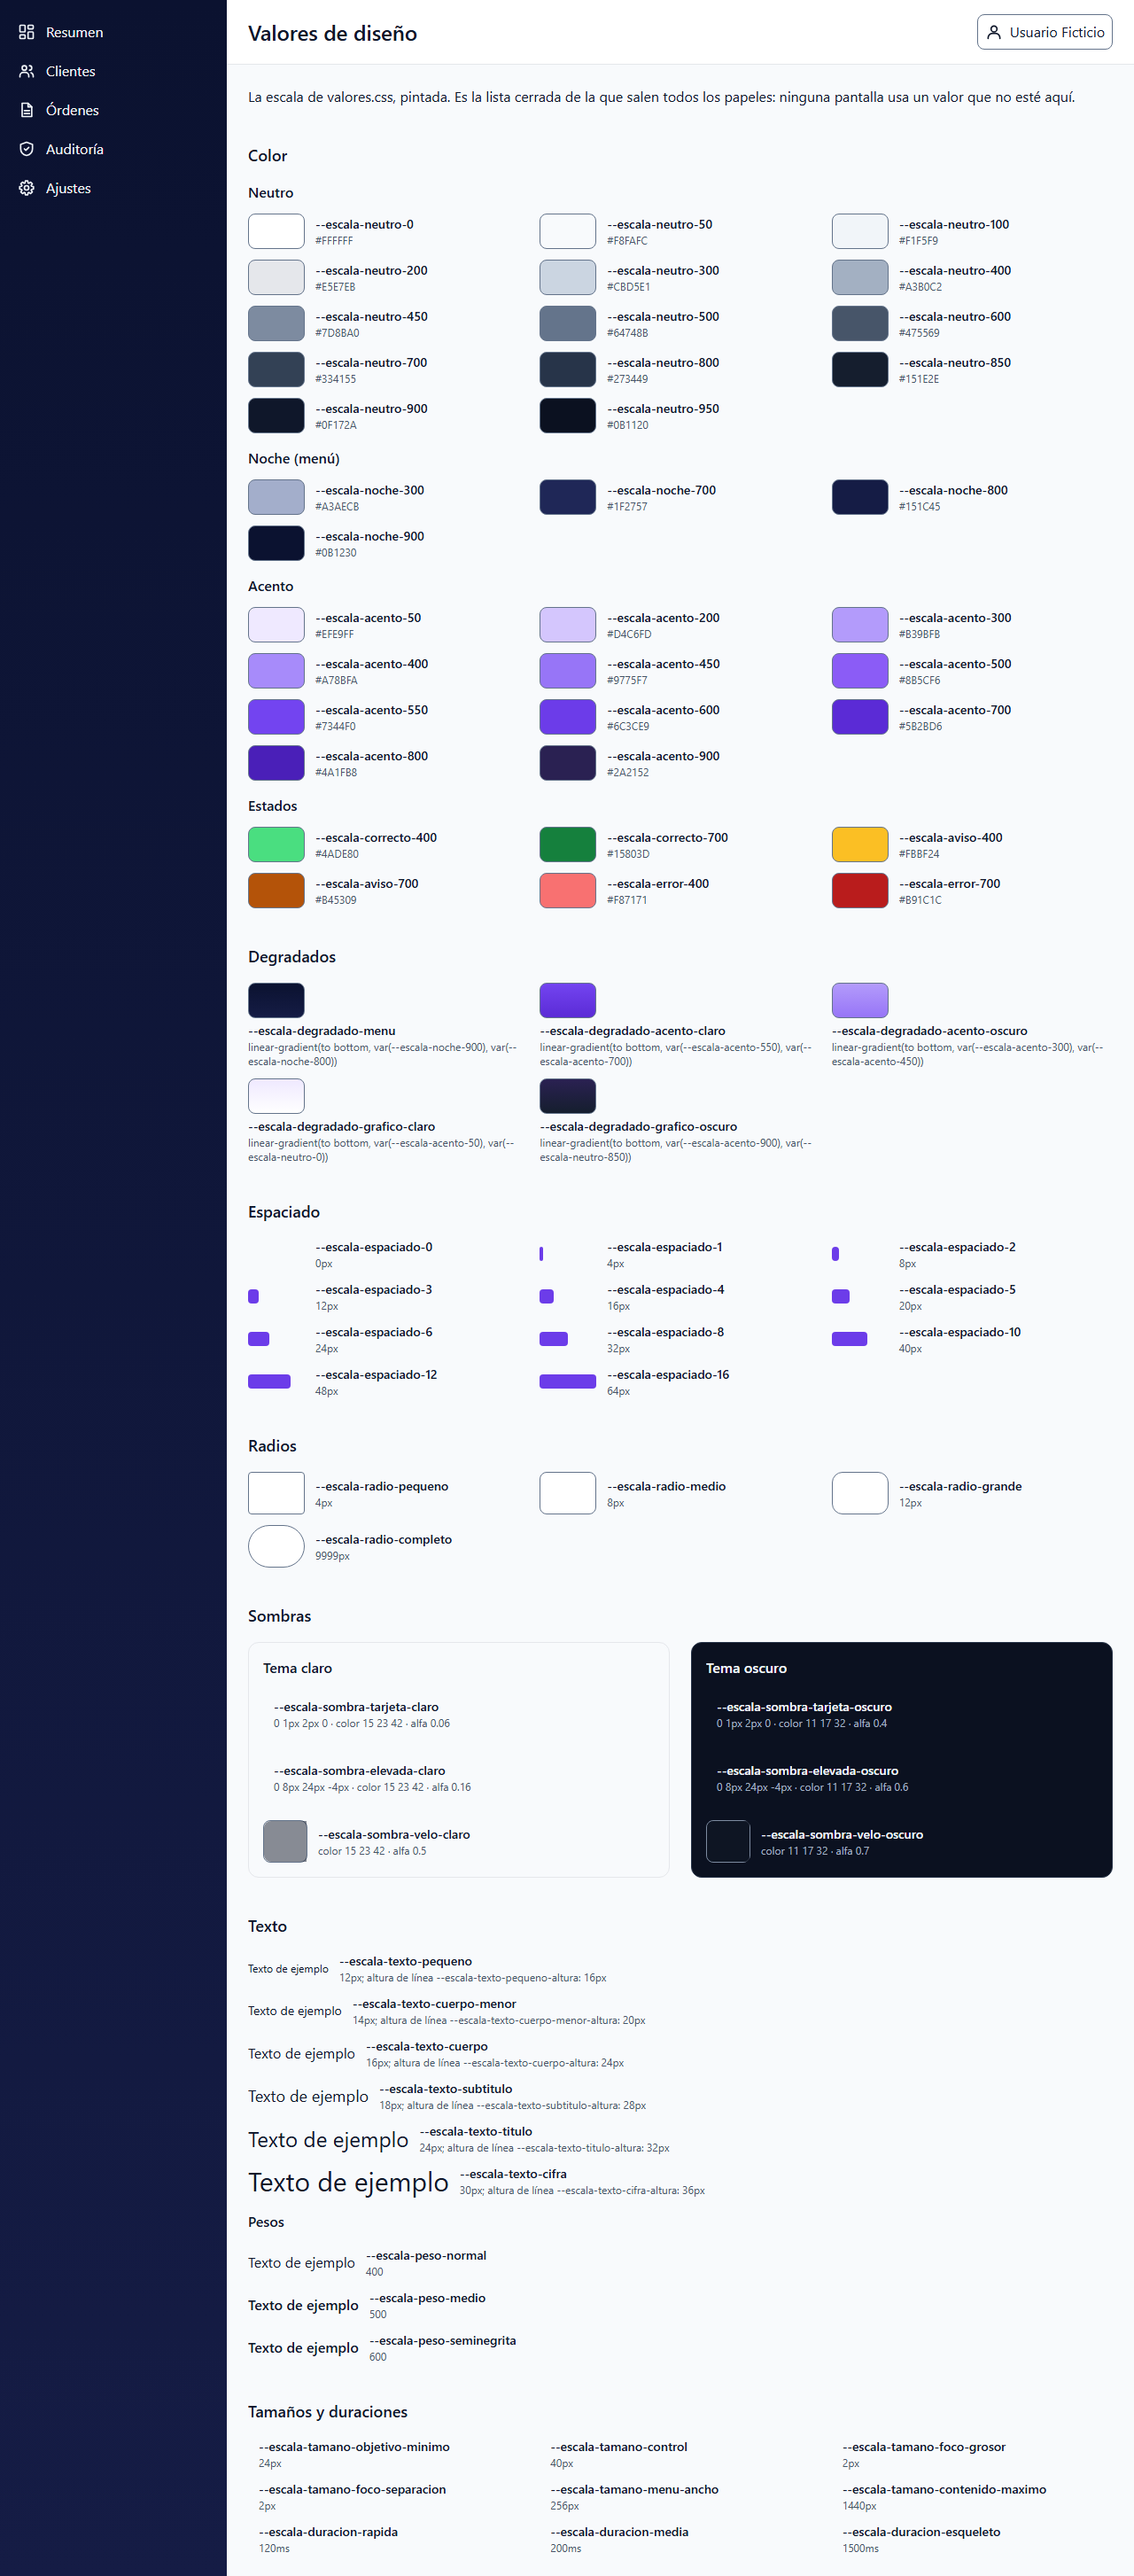 Resumen
Clientes
Órdenes
Auditoría
Ajustes
Valores de diseño
Usuario Ficticio
La escala de valores.css, pintada. Es la lista cerrada de la que salen todos los papeles: ninguna pantalla usa un valor que no esté aquí.
Color
Neutro
--escala-neutro-0
#FFFFFF
--escala-neutro-50
#F8FAFC
--escala-neutro-100
#F1F5F9
--escala-neutro-200
#E5E7EB
--escala-neutro-300
#CBD5E1
--escala-neutro-400
#A3B0C2
--escala-neutro-450
#7D8BA0
--escala-neutro-500
#64748B
--escala-neutro-600
#475569
--escala-neutro-700
#334155
--escala-neutro-800
#273449
--escala-neutro-850
#151E2E
--escala-neutro-900
#0F172A
--escala-neutro-950
#0B1120
Noche (menú)
--escala-noche-300
#A3AECB
--escala-noche-700
#1F2757
--escala-noche-800
#151C45
--escala-noche-900
#0B1230
Acento
--escala-acento-50
#EFE9FF
--escala-acento-200
#D4C6FD
--escala-acento-300
#B39BFB
--escala-acento-400
#A78BFA
--escala-acento-450
#9775F7
--escala-acento-500
#8B5CF6
--escala-acento-550
#7344F0
--escala-acento-600
#6C3CE9
--escala-acento-700
#5B2BD6
--escala-acento-800
#4A1FB8
--escala-acento-900
#2A2152
Estados
--escala-correcto-400
#4ADE80
--escala-correcto-700
#15803D
--escala-aviso-400
#FBBF24
--escala-aviso-700
#B45309
--escala-error-400
#F87171
--escala-error-700
#B91C1C
Degradados
--escala-degradado-menu
linear-gradient(to bottom, var(--escala-noche-900), var(--
escala-noche-800))
--escala-degradado-acento-claro
linear-gradient(to bottom, var(--escala-acento-550), var(--
escala-acento-700))
--escala-degradado-acento-oscuro
linear-gradient(to bottom, var(--escala-acento-300), var(--
escala-acento-450))
--escala-degradado-grafico-claro
linear-gradient(to bottom, var(--escala-acento-50), var(--
escala-neutro-0))
--escala-degradado-grafico-oscuro
linear-gradient(to bottom, var(--escala-acento-900), var(--
escala-neutro-850))
Espaciado
--escala-espaciado-0
0px
--escala-espaciado-1
4px
--escala-espaciado-2
8px
--escala-espaciado-3
12px
--escala-espaciado-4
16px
--escala-espaciado-5
20px
--escala-espaciado-6
24px
--escala-espaciado-8
32px
--escala-espaciado-10
40px
--escala-espaciado-12
48px
--escala-espaciado-16
64px
Radios
--escala-radio-pequeno
4px
--escala-radio-medio
8px
--escala-radio-grande
12px
--escala-radio-completo
9999px
Sombras
Tema claro
--escala-sombra-tarjeta-claro
0 1px 2px 0 · color 15 23 42 · alfa 0.06
--escala-sombra-elevada-claro
0 8px 24px -4px · color 15 23 42 · alfa 0.16
--escala-sombra-velo-claro
color 15 23 42 · alfa 0.5
Tema oscuro
--escala-sombra-tarjeta-oscuro
0 1px 2px 0 · color 11 17 32 · alfa 0.4
--escala-sombra-elevada-oscuro
0 8px 24px -4px · color 11 17 32 · alfa 0.6
--escala-sombra-velo-oscuro
color 11 17 32 · alfa 0.7
Texto
Texto de ejemplo
--escala-texto-pequeno
12px; altura de línea --escala-texto-pequeno-altura: 16px
Texto de ejemplo
--escala-texto-cuerpo-menor
14px; altura de línea --escala-texto-cuerpo-menor-altura: 20px
Texto de ejemplo
--escala-texto-cuerpo
16px; altura de línea --escala-texto-cuerpo-altura: 24px
Texto de ejemplo
--escala-texto-subtitulo
18px; altura de línea --escala-texto-subtitulo-altura: 28px
Texto de ejemplo
--escala-texto-titulo
24px; altura de línea --escala-texto-titulo-altura: 32px
Texto de ejemplo
--escala-texto-cifra
30px; altura de línea --escala-texto-cifra-altura: 36px
Pesos
Texto de ejemplo
--escala-peso-normal
400
Texto de ejemplo
--escala-peso-medio
500
Texto de ejemplo
--escala-peso-seminegrita
600
Tamaños y duraciones
--escala-tamano-objetivo-minimo
24px
--escala-tamano-control
40px
--escala-tamano-foco-grosor
2px
--escala-tamano-foco-separacion
2px
--escala-tamano-menu-ancho
256px
--escala-tamano-contenido-maximo
1440px
--escala-duracion-rapida
120ms
--escala-duracion-media
200ms
--escala-duracion-esqueleto
1500ms